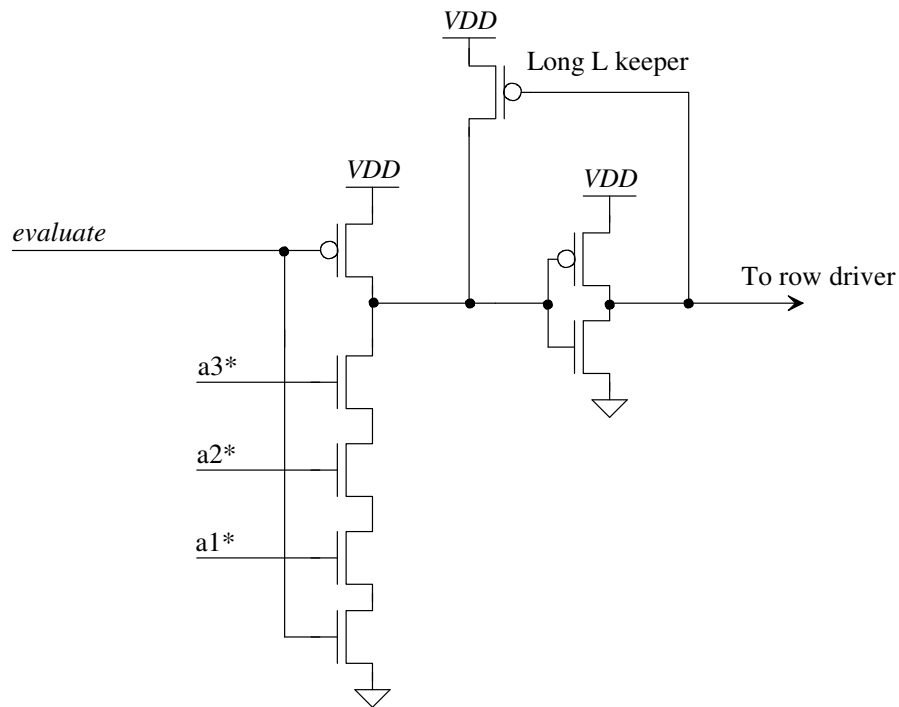 VDD
Long L keeper
VDD
VDD
evaluate
To row driver
a3*
a2*
a1*